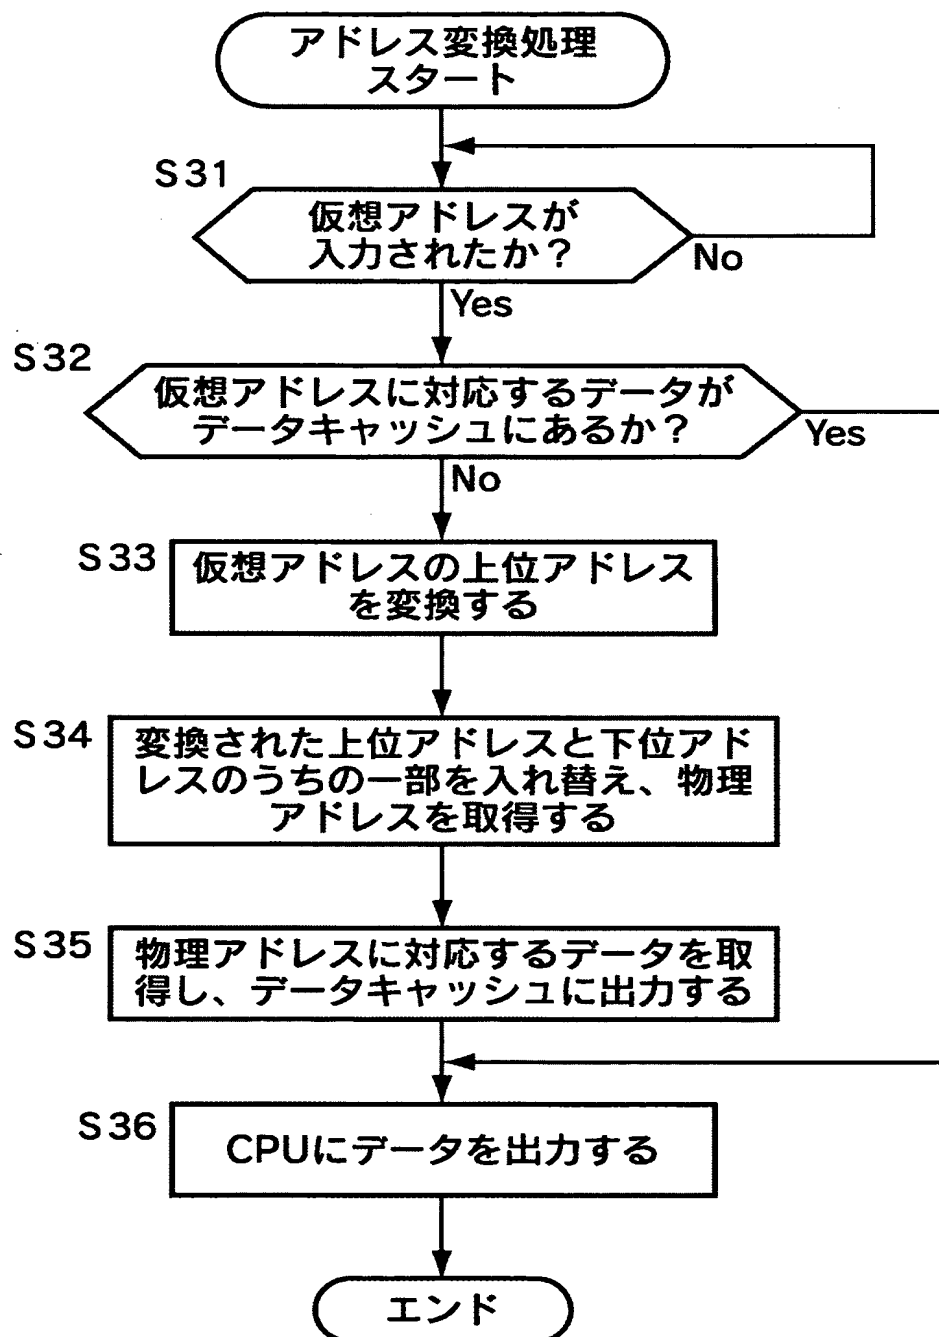 アドレス変換処理
スタート
S31
仮想アドレスが
入力されたか？
No
Yes
S32
仮想アドレスに対応するデータが
データキャッシュにあるか？
Yes
No
S33
仮想アドレスの上位アドレス
を変換する
S34
変換された上位アドレスと下位アド
レスのうちの一部を入れ替え、物理
アドレスを取得する
S35
物理アドレスに対応するデータを取
得し、データキャッシュに出力する
S36
CPUにデータを出力する
エンド